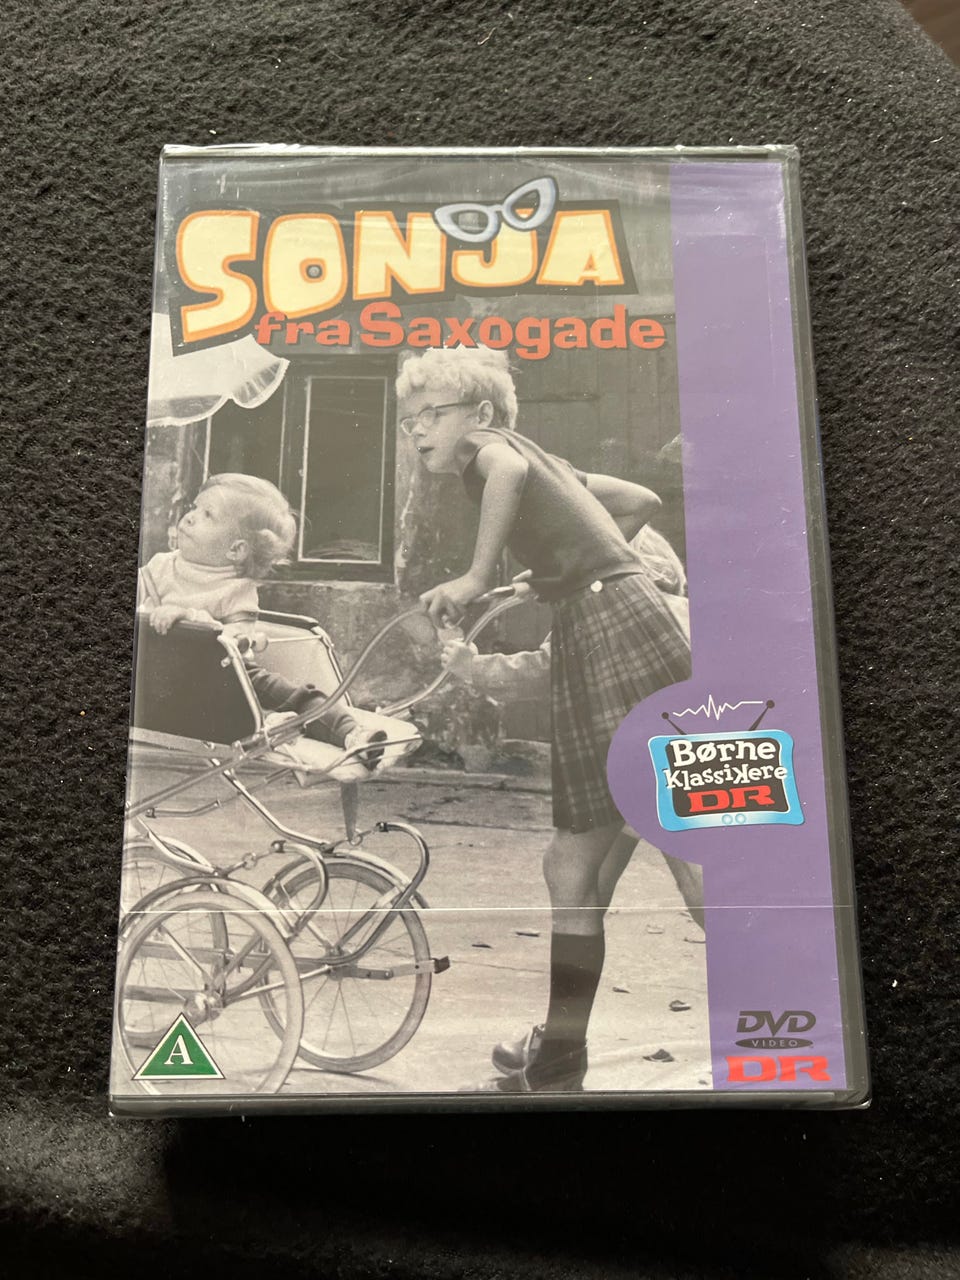 SONJA
fra Saxogade
Børne
Klassikere
DR
A
DVD
VIDEO
DR